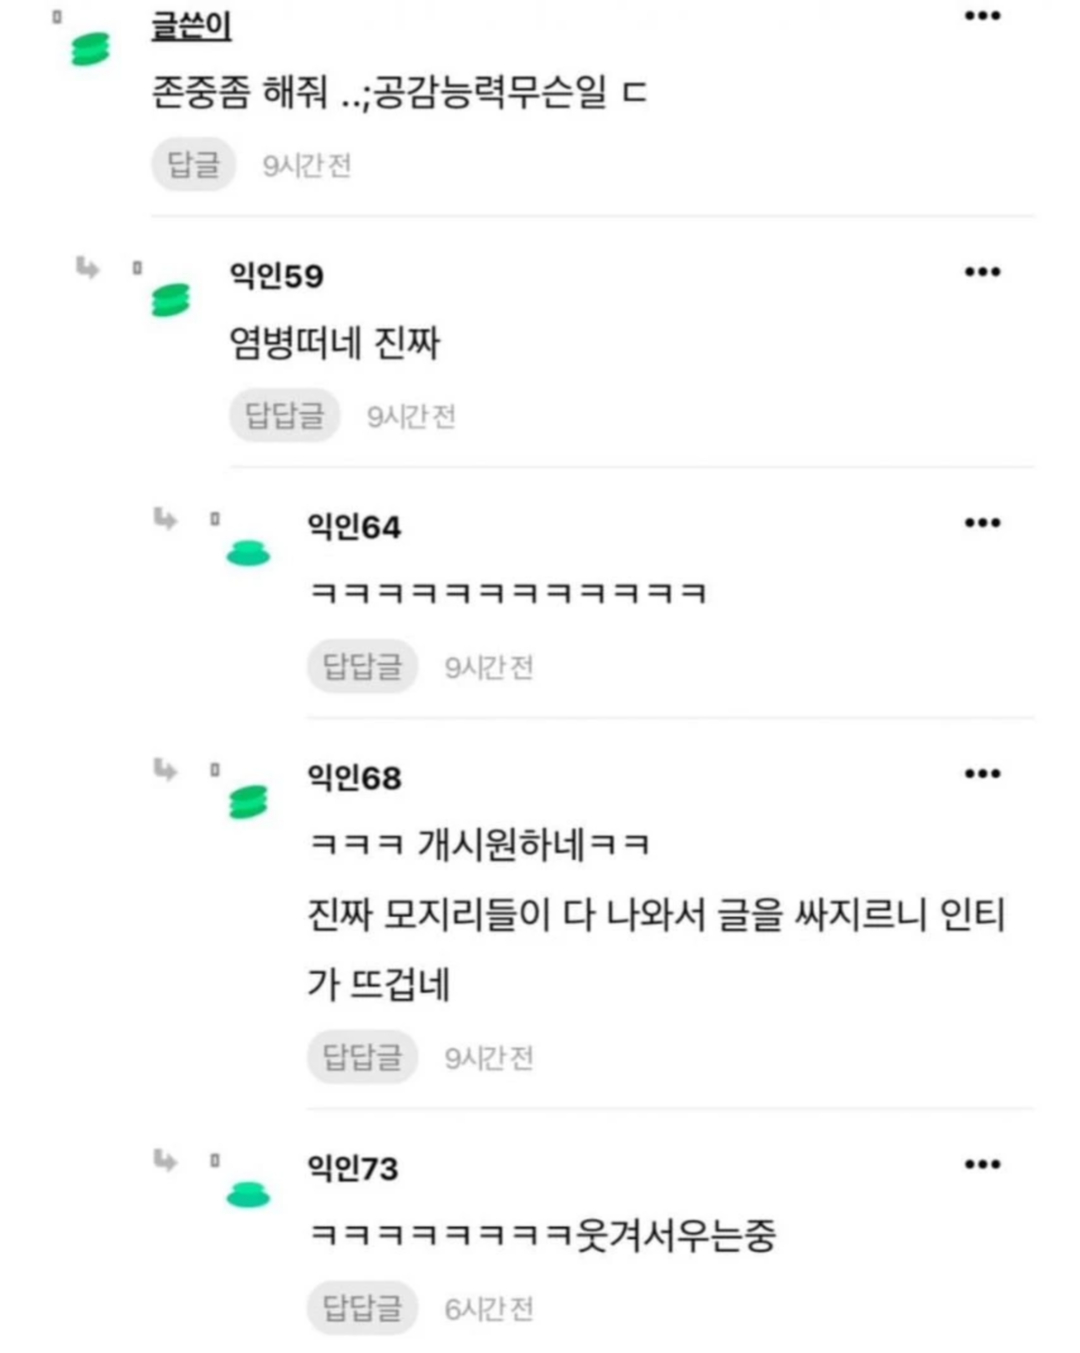 글쓴이
존중좀 해줘 ..;공감능력무슨일 ㄷ
답글 9시간 전
익인59
염병떠네 진짜
답답글 9시간 전
익인64
ㅋㅋㅋㅋㅋㅋㅋㅋㅋㅋㅋㅋ
답답글 9시간 전
익인68
ㅋㅋㅋ 개시원하네ㅋㅋ
진짜 모지리들이 다 나와서 글을 싸지르니 인티
가 뜨겁네
답답글 9시간 전
익인73
ㅋㅋㅋㅋㅋㅋㅋㅋ웃겨서우는중
답답글 6시간 전